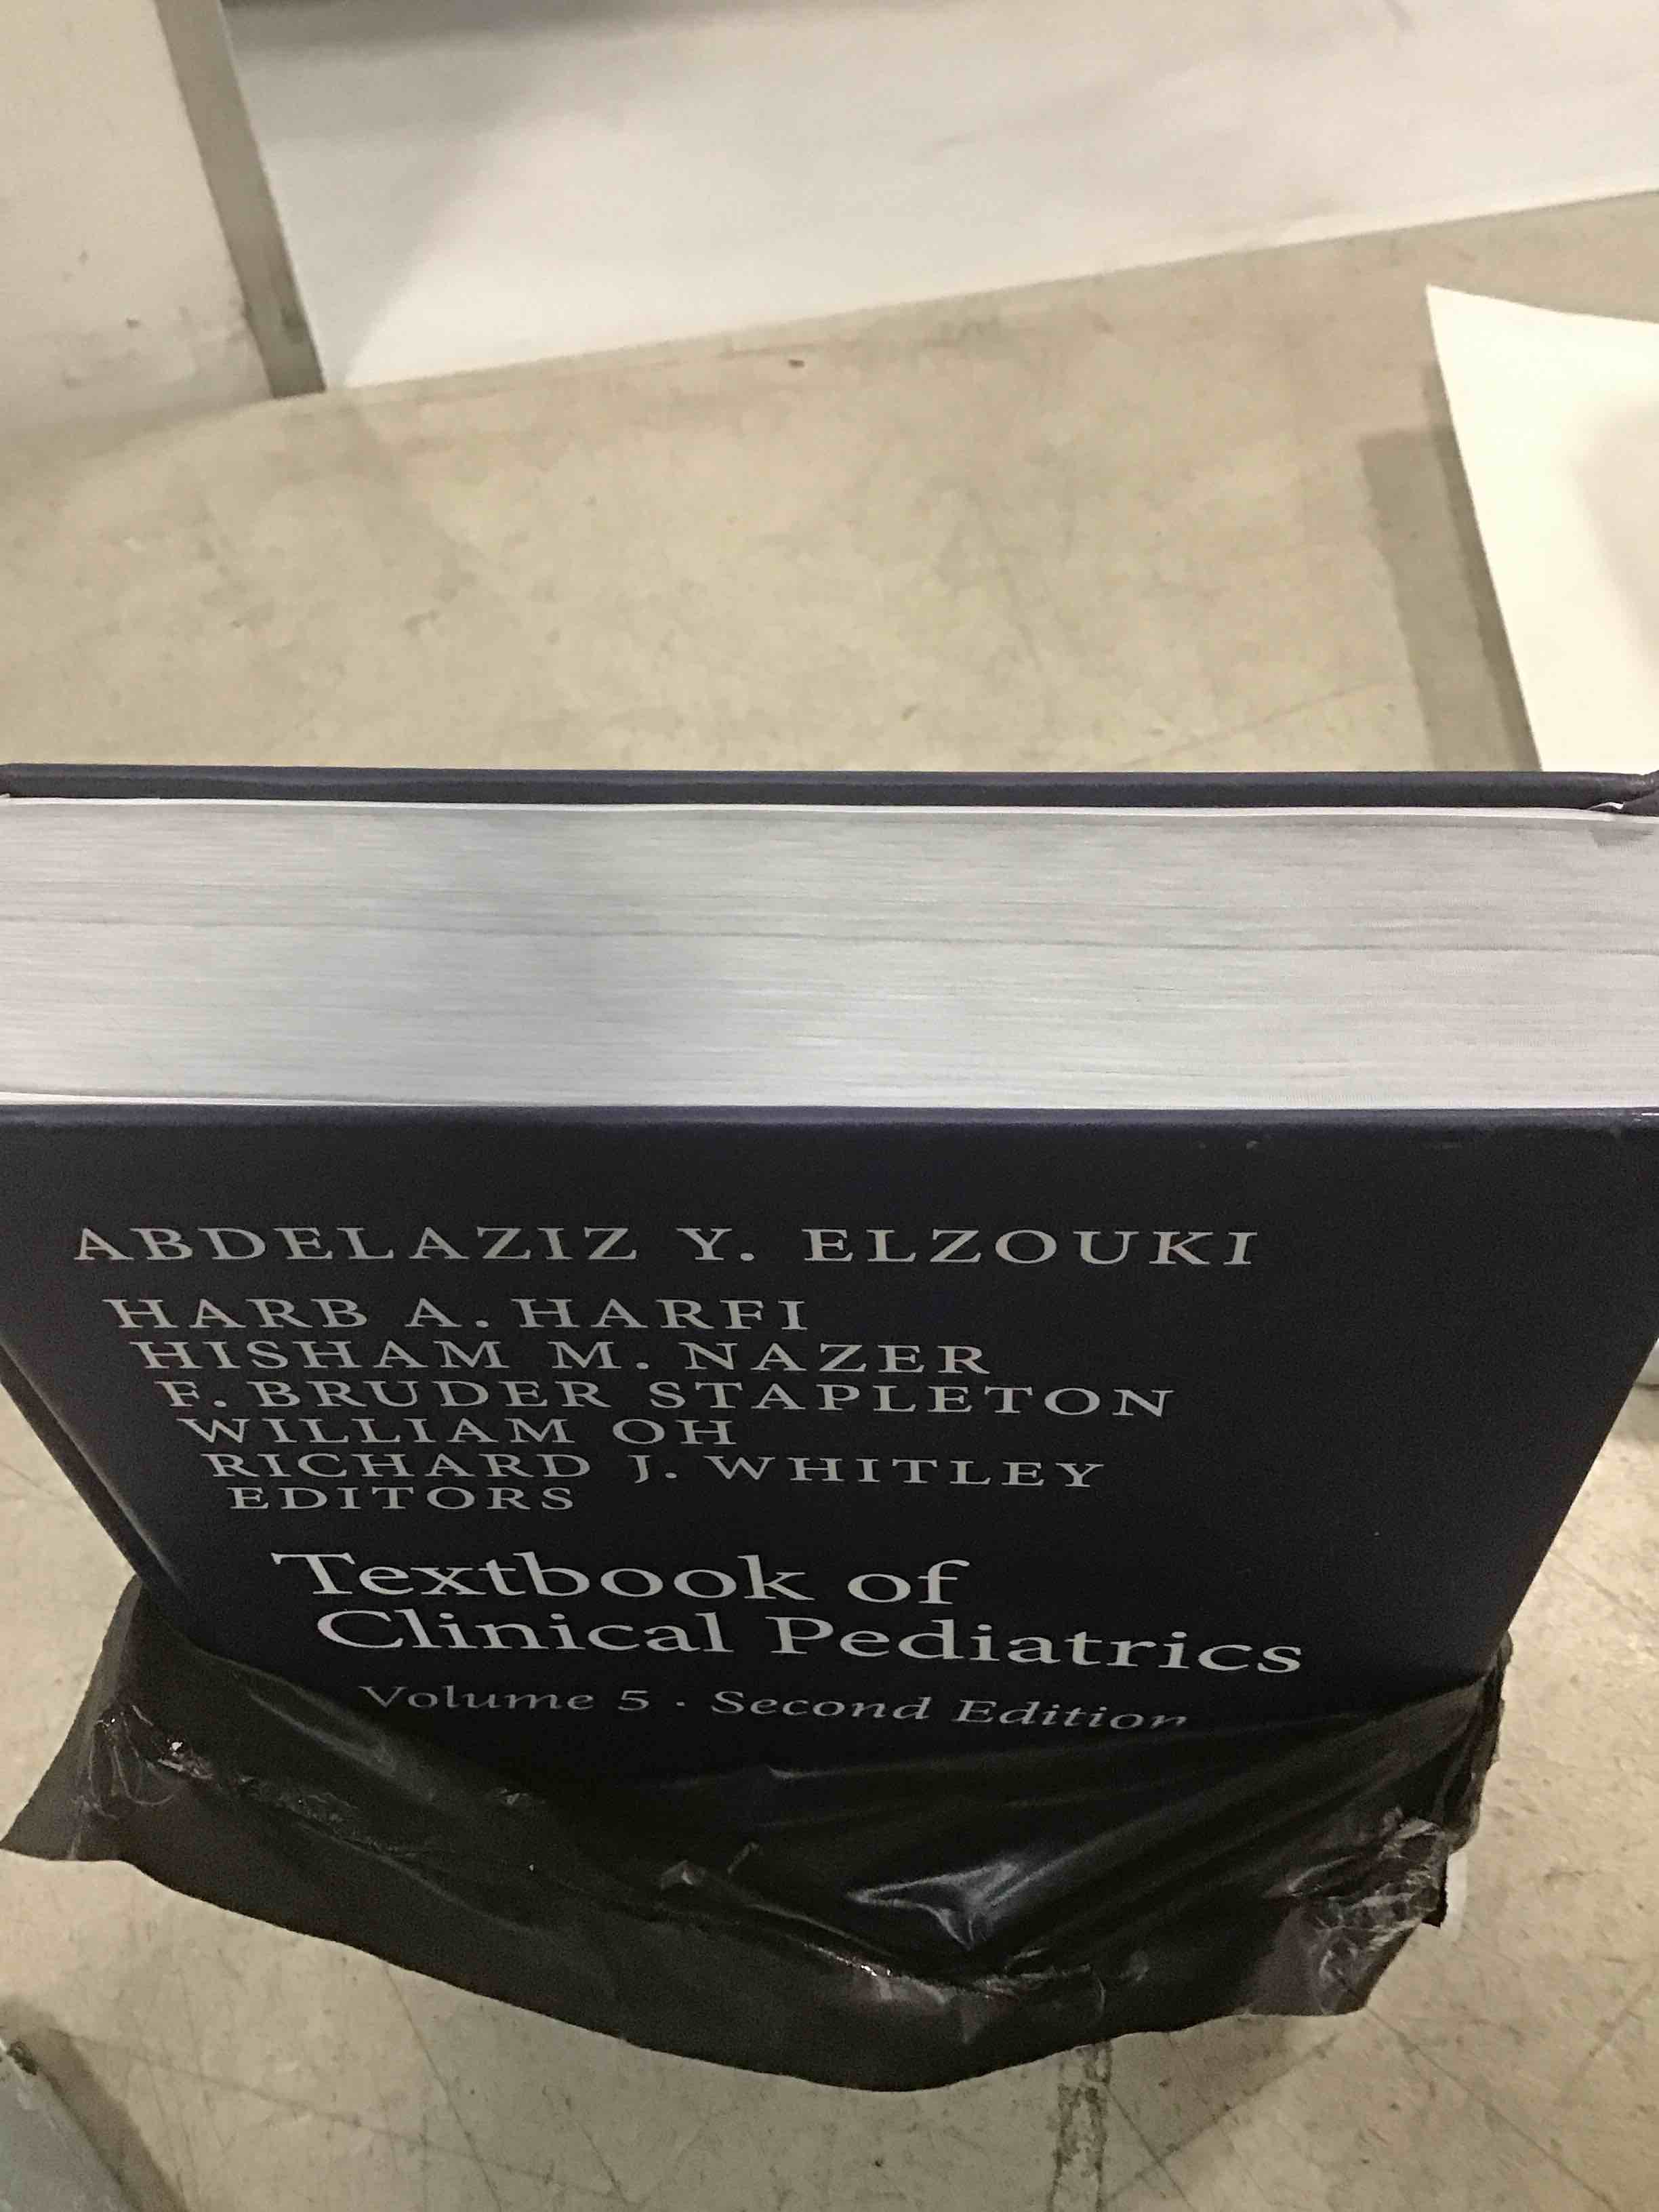 ABDELAZIZ Y. ELZOUKI
HARB A. HARFI
HISHAM M. NAZER
F. BRUDER STAPLETON
WILLIAM OH
RICHARD J. WHITLEY
EDITORS
Textbook of
Clinical Pediatrics
Volume 5 · Second Edition